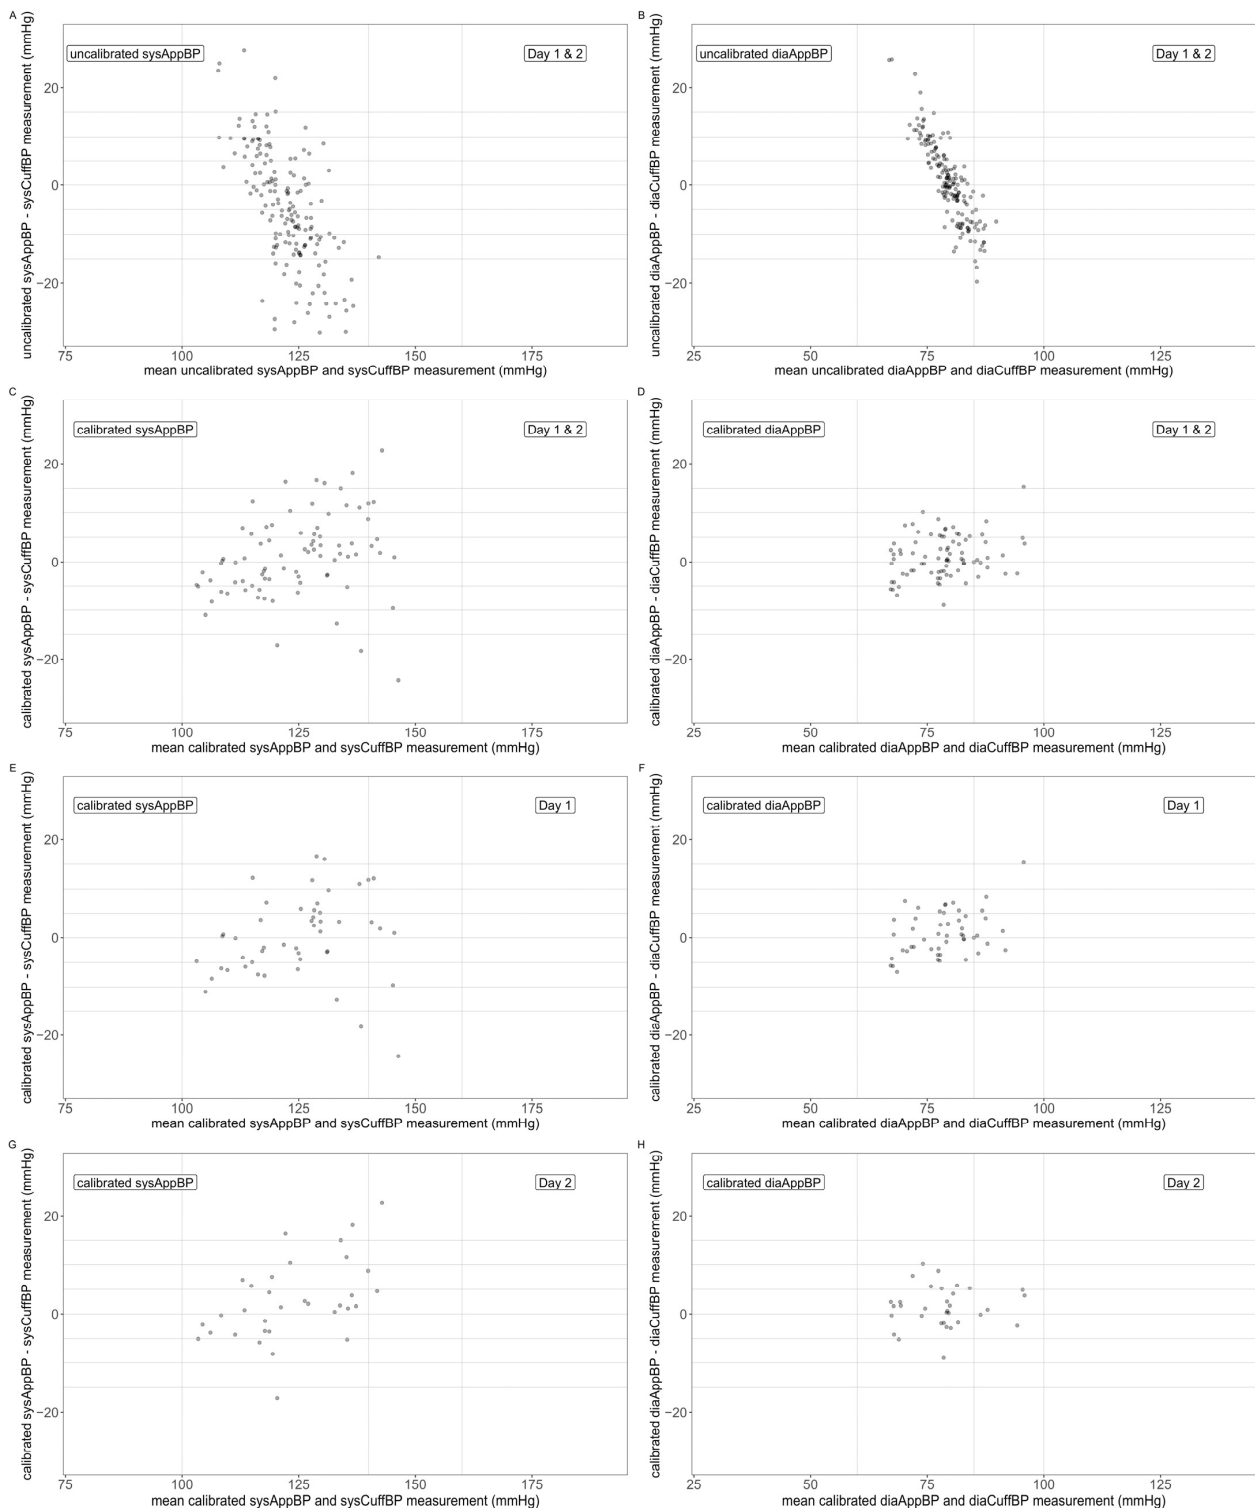 A
uncalibrated sysAppBP - sysCuffBP measurement (mmHg)
uncalibrated sysAppBP
Day 1 & 2
20
0
−20
75
100
125
150
175
mean uncalibrated sysAppBP and sysCuffBP measurement (mmHg)
B
uncalibrated diaAppBP - diaCuffBP measurement (mmHg)
uncalibrated diaAppBP
Day 1 & 2
20
0
−20
25
50
75
100
125
mean uncalibrated diaAppBP and diaCuffBP measurement (mmHg)
C
calibrated sysAppBP - sysCuffBP measurement (mmHg)
calibrated sysAppBP
Day 1 & 2
20
0
−20
75
100
125
150
175
mean calibrated sysAppBP and sysCuffBP measurement (mmHg)
D
calibrated diaAppBP - diaCuffBP measurement (mmHg)
calibrated diaAppBP
Day 1 & 2
20
0
−20
25
50
75
100
125
mean calibrated diaAppBP and diaCuffBP measurement (mmHg)
E
calibrated sysAppBP - sysCuffBP measurement (mmHg)
calibrated sysAppBP
Day 1
20
0
−20
75
100
125
150
175
mean calibrated sysAppBP and sysCuffBP measurement (mmHg)
F
calibrated diaAppBP - diaCuffBP measurement (mmHg)
calibrated diaAppBP
Day 1
20
0
−20
25
50
75
100
125
mean calibrated diaAppBP and diaCuffBP measurement (mmHg)
G
calibrated sysAppBP - sysCuffBP measurement (mmHg)
calibrated sysAppBP
Day 2
20
0
−20
75
100
125
150
175
mean calibrated sysAppBP and sysCuffBP measurement (mmHg)
H
calibrated diaAppBP - diaCuffBP measurement (mmHg)
calibrated diaAppBP
Day 2
20
0
−20
25
50
75
100
125
mean calibrated diaAppBP and diaCuffBP measurement (mmHg)